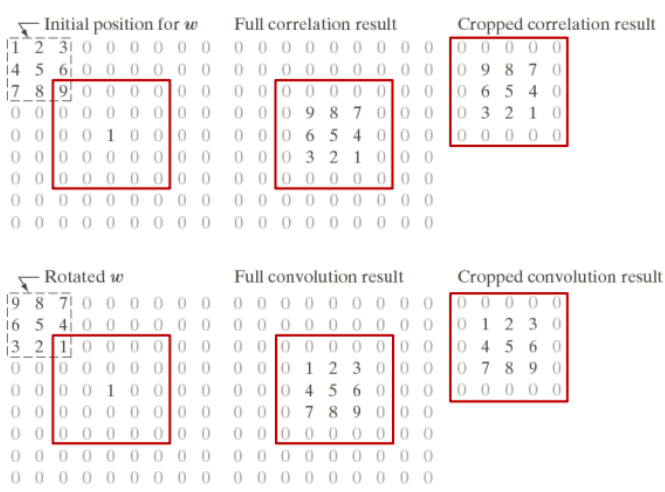 Initial position for w
1 2 3 0 0 0 0 0 0
4 5 6 0 0 0 0 0 0
7 8 9 0 0 0 0 0 0
0 0 0 0 0 0 0 0 0
0 0 0 0 1 0 0 0 0
0 0 0 0 0 0 0 0 0
0 0 0 0 0 0 0 0 0
0 0 0 0 0 0 0 0 0
0 0 0 0 0 0 0 0 0
Full correlation result
0 0 0 0 0 0 0 0 0
0 0 0 0 0 0 0 0 0
0 0 0 0 0 0 0 0 0
0 0 0 9 8 7 0 0 0
0 0 0 6 5 4 0 0 0
0 0 0 3 2 1 0 0 0
0 0 0 0 0 0 0 0 0
0 0 0 0 0 0 0 0 0
0 0 0 0 0 0 0 0 0
Cropped correlation result
0 0 0 0 0
0 9 8 7 0
0 6 5 4 0
0 3 2 1 0
0 0 0 0 0
Rotated w
9 8 7 0 0 0 0 0 0
6 5 4 0 0 0 0 0 0
3 2 1 0 0 0 0 0 0
0 0 0 0 0 0 0 0 0
0 0 0 0 1 0 0 0 0
0 0 0 0 0 0 0 0 0
0 0 0 0 0 0 0 0 0
0 0 0 0 0 0 0 0 0
0 0 0 0 0 0 0 0 0
Full convolution result
0 0 0 0 0 0 0 0 0
0 0 0 0 0 0 0 0 0
0 0 0 0 0 0 0 0 0
0 0 0 1 2 3 0 0 0
0 0 0 4 5 6 0 0 0
0 0 0 7 8 9 0 0 0
0 0 0 0 0 0 0 0 0
0 0 0 0 0 0 0 0 0
0 0 0 0 0 0 0 0 0
Cropped convolution result
0 0 0 0 0
0 1 2 3 0
0 4 5 6 0
0 7 8 9 0
0 0 0 0 0